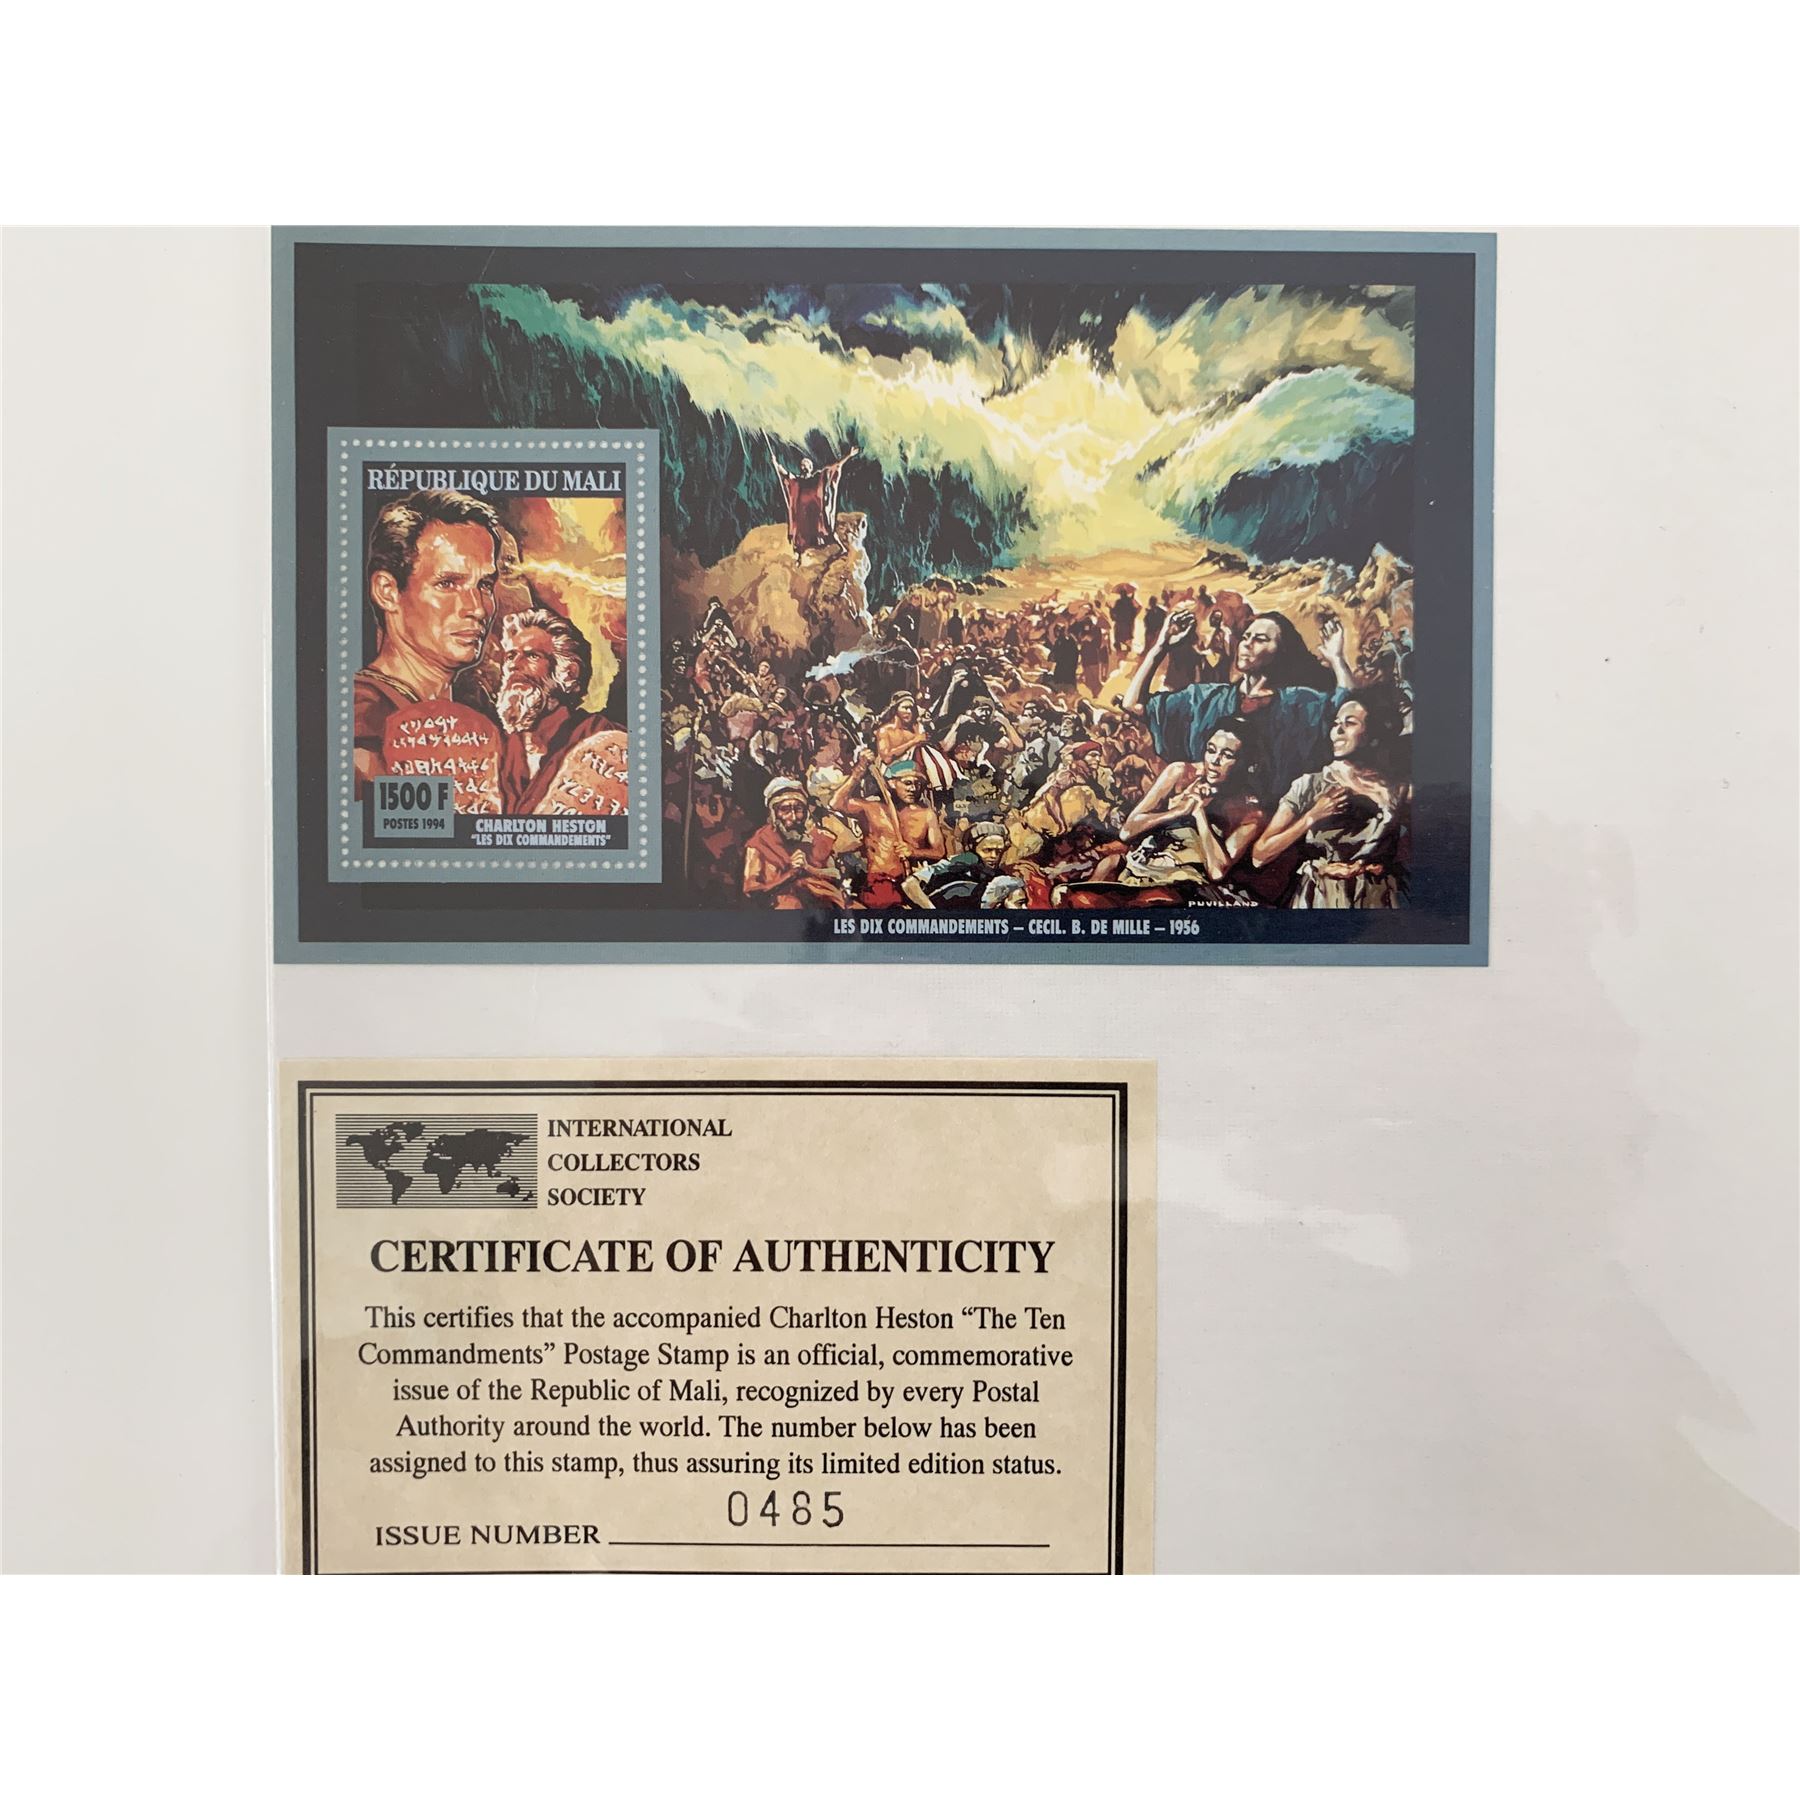 RÉPUBLIQUE DU MALI
1500 F
POSTES 1994
CHARLTON HESTON
"LES DIX COMMANDEMENTS"
PUVILLAND
LES DIX COMMANDEMENTS – CECIL. B. DE MILLE – 1956
INTERNATIONAL
COLLECTORS
SOCIETY
CERTIFICATE OF AUTHENTICITY
This certifies that the accompanied Charlton Heston “The Ten
Commandments” Postage Stamp is an official, commemorative
issue of the Republic of Mali, recognized by every Postal
Authority around the world. The number below has been
assigned to this stamp, thus assuring its limited edition status.
ISSUE NUMBER 0485